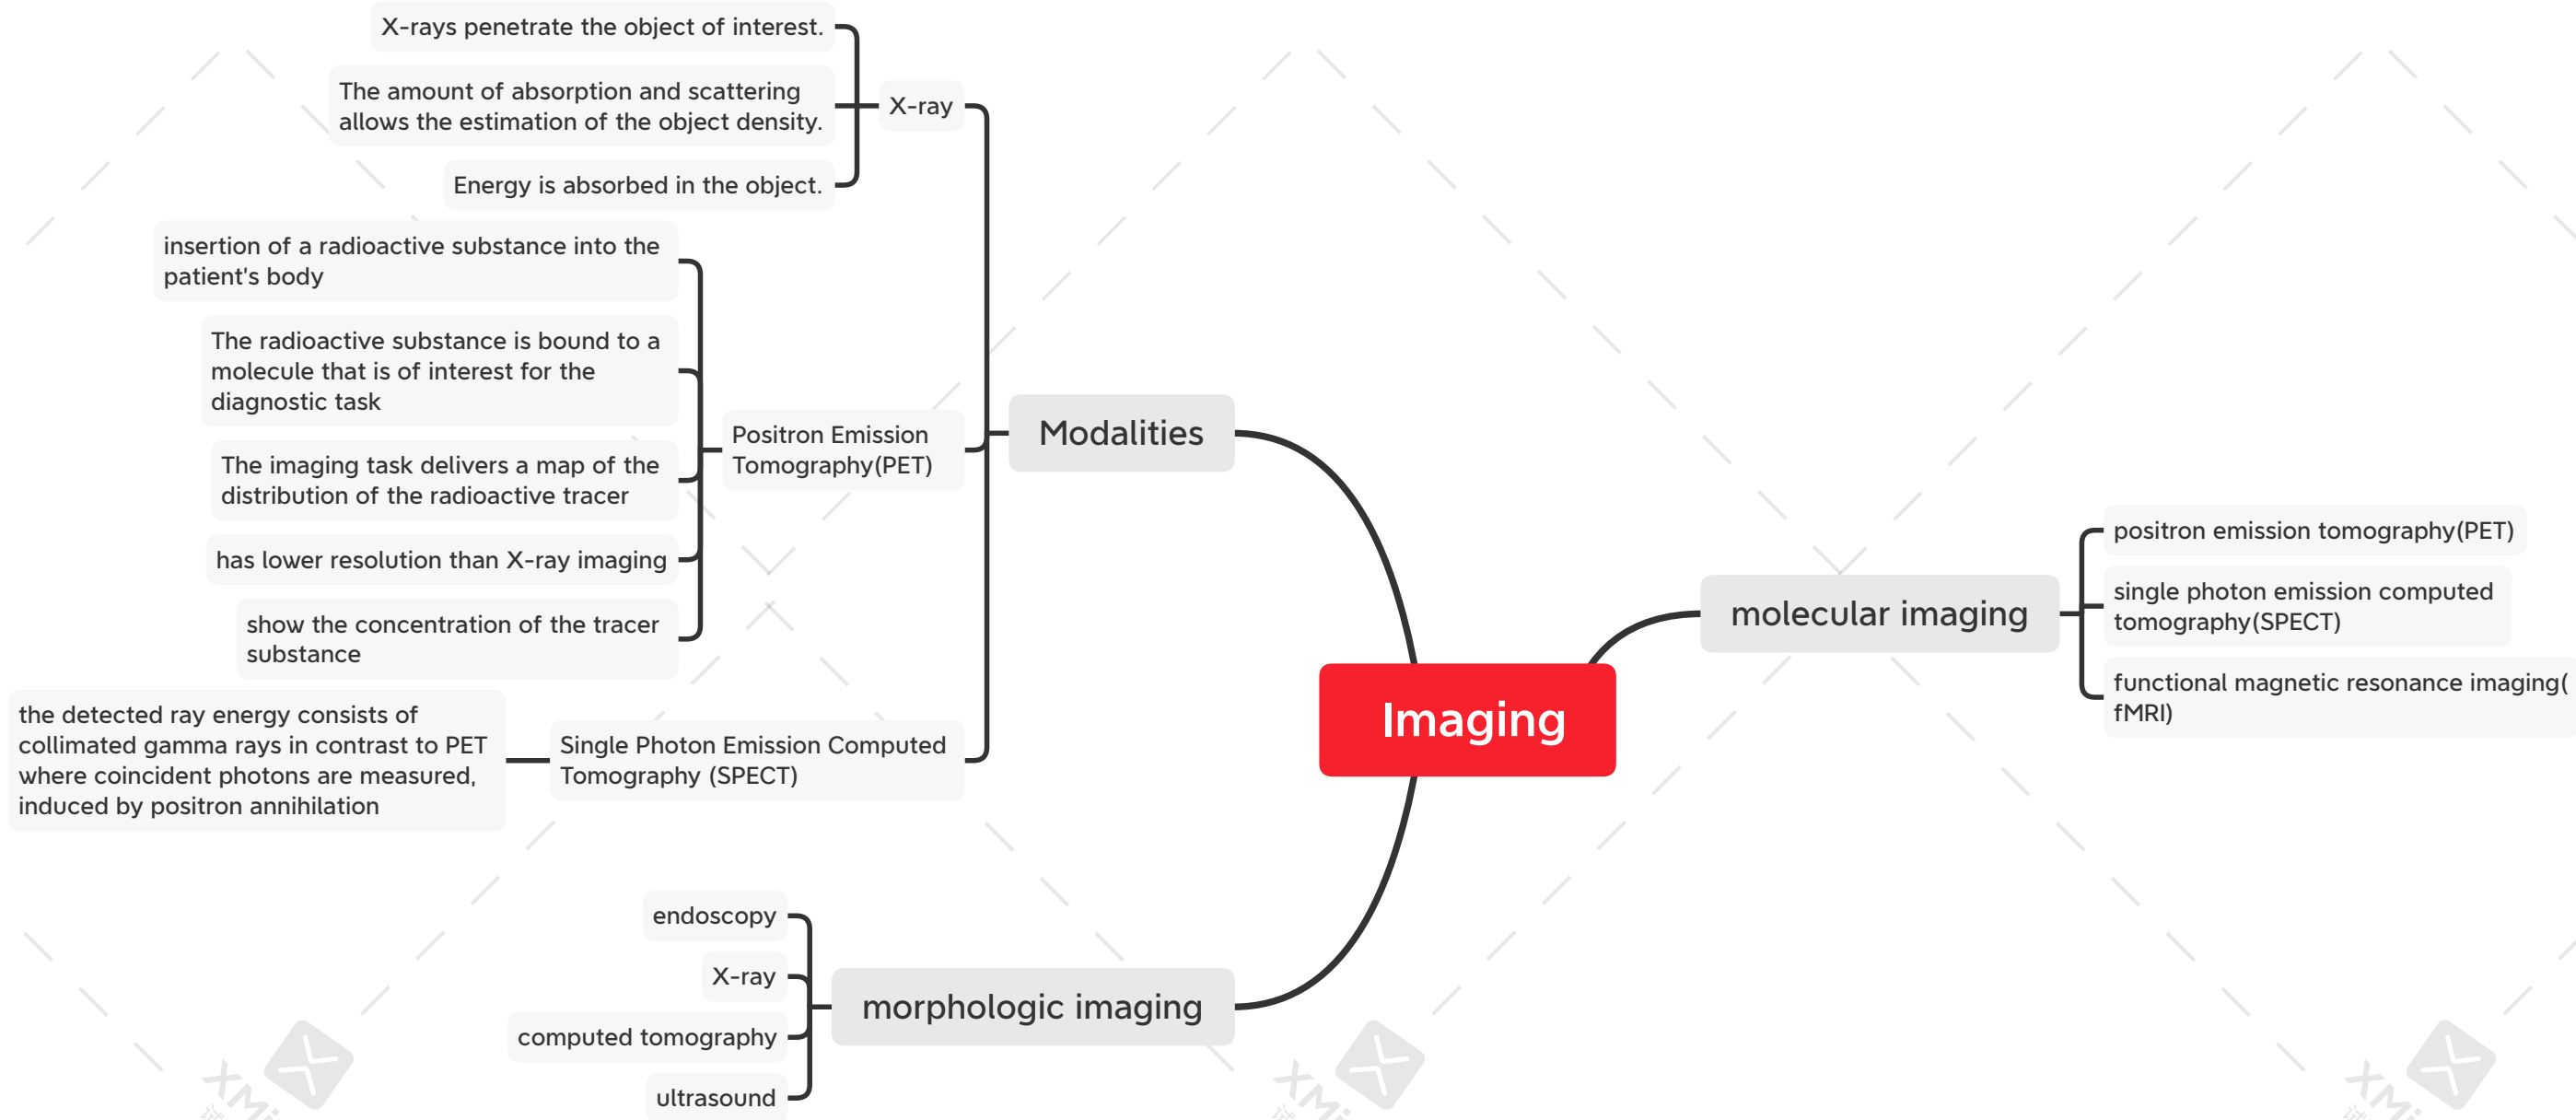 X-rays penetrate the object of interest.
The amount of absorption and scattering
allows the estimation of the object density.
Energy is absorbed in the object.
X-ray
insertion of a radioactive substance into the
patient's body
The radioactive substance is bound to a
molecule that is of interest for the
diagnostic task
The imaging task delivers a map of the
distribution of the radioactive tracer
has lower resolution than X-ray imaging
show the concentration of the tracer
substance
Positron Emission
Tomography(PET)
the detected ray energy consists of
collimated gamma rays in contrast to PET
where coincident photons are measured,
induced by positron annihilation
Single Photon Emission Computed
Tomography (SPECT)
Modalities
endoscopy
X-ray
computed tomography
ultrasound
morphologic imaging
Imaging
molecular imaging
positron emission tomography(PET)
single photon emission computed
tomography(SPECT)
functional magnetic resonance imaging(
fMRI)
XMi
试
XMi
试
XMi
试